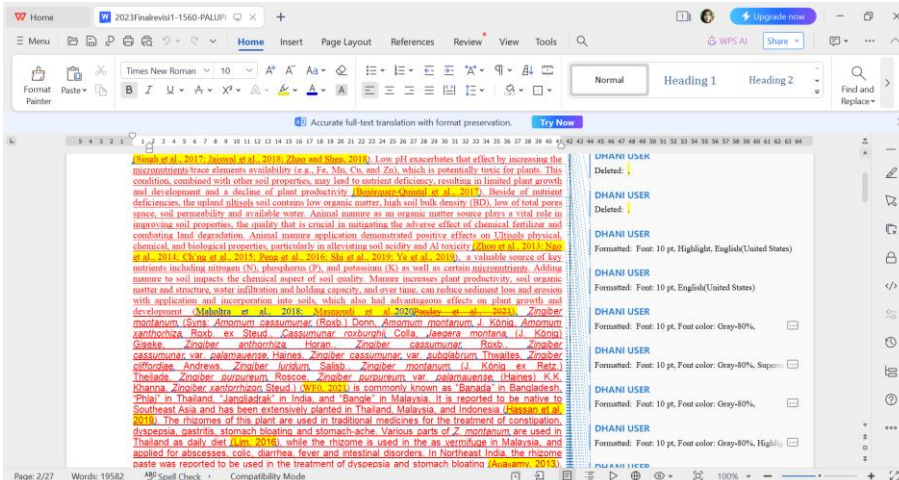 Home
2023Finalrevisi1-1560-PALUPI
Upgrade now
Menu
Home
Insert
Page Layout
References
Review
View
Tools
WPS AI
Share
Format Painter
Paste
Times New Roman
10
Normal
Heading 1
Heading 2
Find and Replace
Accurate full-text translation with format preservation.
Try Now
(Singh et al., 2017; Jaiswal et al., 2018; Zhao and Shen, 2018). Low pH exacerbates that effect by increasing the
micronutrients/trace elements availability (e.g., Fe, Mn, Cu, and Zn), which is potentially toxic for plants. This
condition, combined with other soil properties, may lead to nutrient deficiency, resulting in limited plant growth
and development and a decline of plant productivity (Bojórquez-Quintal et al., 2017). Beside of nutrient
deficiencies, the upland ultisols soil contains low organic matter, high soil bulk density (BD), low of total pores
space, soil permeability and available water. Animal manure as an organic matter source plays a vital role in
improving soil properties, the quality that is crucial in mitigating the adverse effect of chemical fertilizer and
combating land degradation. Animal manure application demonstrated positive effects on Ultisols physical,
chemical, and biological properties, particularly in alleviating soil acidity and Al toxicity (Zhou et al., 2013; Ngo
et al., 2014; Ch'ng et al., 2015; Peng et al., 2016; Shi et al., 2019; Ye et al., 2019), a valuable source of key
nutrients including nitrogen (N), phosphorus (P), and potassium (K) as well as certain micronutrients. Adding
manure to soil impacts the chemical aspect of soil quality. Manure increases plant productivity, soil organic
matter and structure, water infiltration and holding capacity, and over time, can reduce sediment loss and erosion
with application and incorporation into soils, which also had advantageous effects on plant growth and
development (Maholtra et al., 2018; Masmoudi et al.,2020Pandey et al., 2021). Zingiber
montanum, (Syns: Amomum cassumunar, (Roxb.) Donn, Amomum montanum, J. König, Amomum
anthorhiza, Roxb. ex Steud., Cassumunar roxburghii, Colla, Jaegera montana, (J. König)
Giseke, Zingiber anthorrhiza, Horan., Zingiber cassumunar, Roxb., Zingiber
cassumunar, var. palamauense, Haines, Zingiber cassumunar, var. subglabrum, Thwaites, Zingiber
cliffordiae, Andrews, Zingiber luridum, Salisb., Zingiber montanum, (J. König ex Retz.)
Theilade, Zingiber purpureum, Roscoe, Zingiber purpureum, var. palamauense, (Haines) K.K.
Khanna, Zingiber xantorrhizon, Steud.) (WF0, 2021) is commonly known as "Banada" in Bangladesh,
"Phlai" in Thailand, "Jangliadrak" in India, and "Bangle" in Malaysia. It is reported to be native to
Southeast Asia and has been extensively planted in Thailand, Malaysia, and Indonesia (Hassan et al.
2019). The rhizomes of this plant are used in traditional medicines for the treatment of constipation,
dyspepsia, gastritis, stomach bloating and stomach-ache. Various parts of Z. montanum, are used in
Thailand as daily diet (Lim, 2016), while the rhizome is used in the as vermifuge in Malaysia, and
applied for abscesses, colic, diarrhea, fever and intestinal disorders. In Northeast India, the rhizome
paste was reported to be used in the treatment of dyspepsia and stomach bloating (Anasamy, 2013).
DHANI USER
Deleted: ,
DHANI USER
Deleted: ,
DHANI USER
Formatted: Font: 10 pt, Highlight, English(United States)
DHANI USER
Formatted: Font: 10 pt, English(United States)
DHANI USER
Formatted: Font: 10 pt, Font color: Gray-80%,
DHANI USER
Formatted: Font: 10 pt, Font color: Gray-80%,
DHANI USER
Formatted: Font: 10 pt, Font color: Gray-80%,
DHANI USER
Formatted: Font: 10 pt, Font color: Gray-80%,
DHANI USER
Page: 2/27
Words: 19582
Spell Check
Compatibility Mode
100%